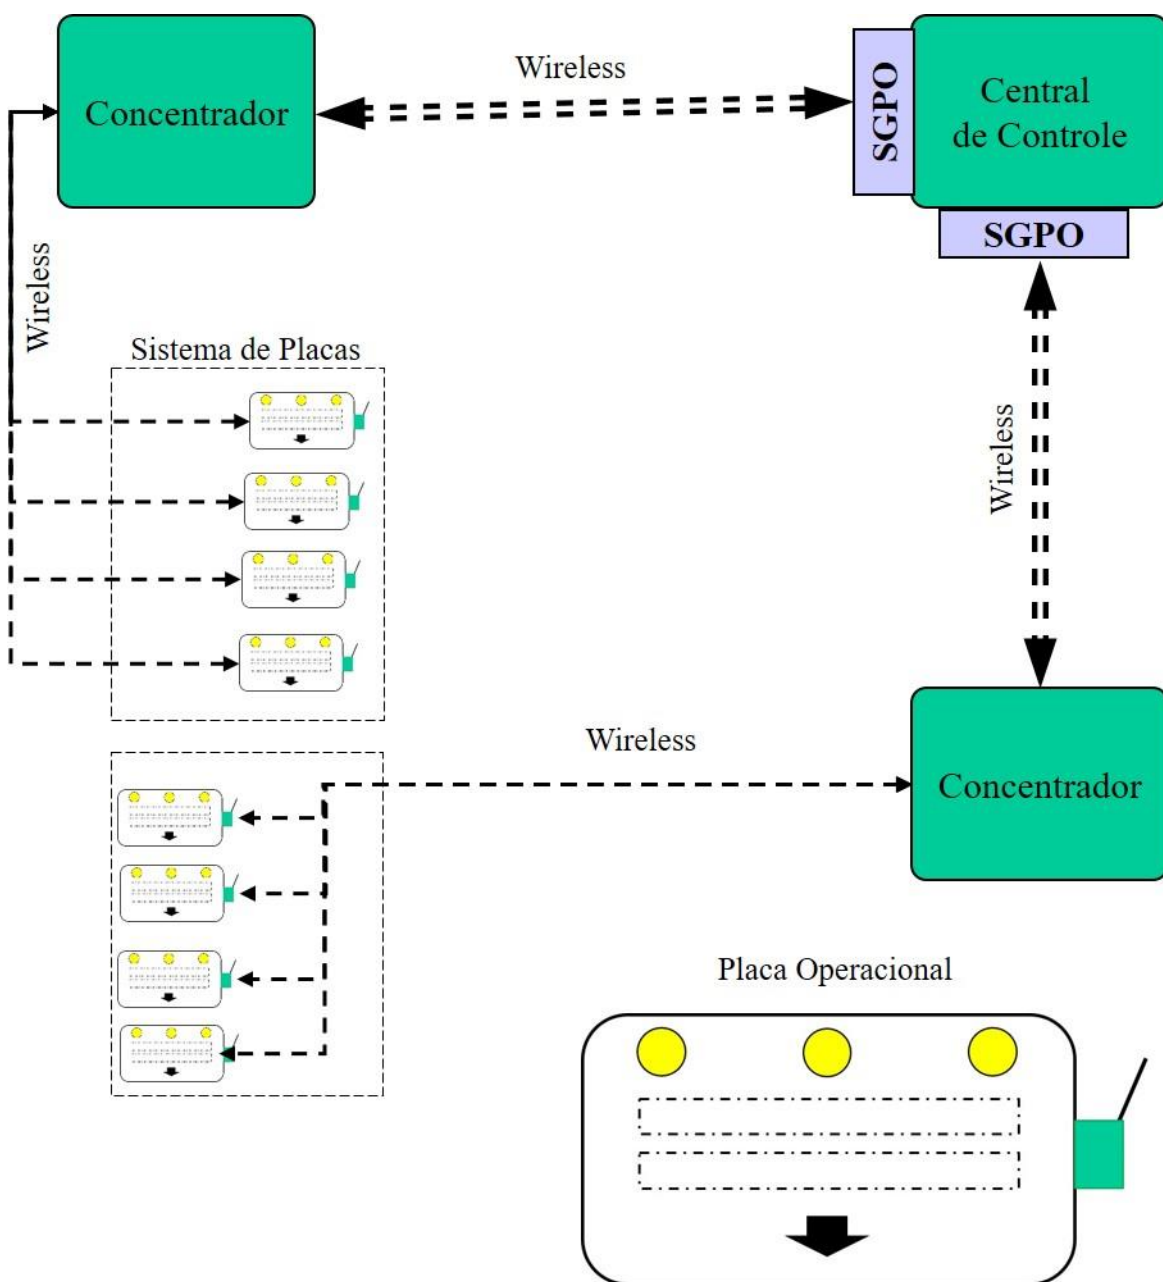 Wireless
Concentrador
SGPO
Central
de Controle
SGPO
Wireless
Sistema de Placas
Wireless
Wireless
Concentrador
Placa Operacional